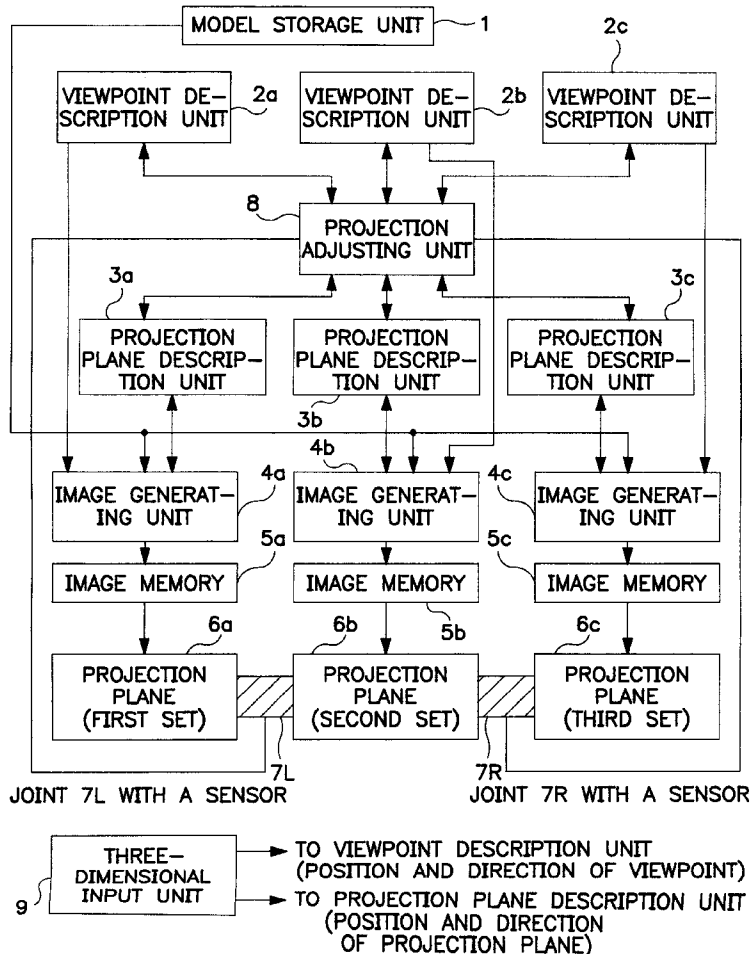 MODEL STORAGE UNIT
1
2c
VIEWPOINT DE-
SCRIPTION UNIT
2a
VIEWPOINT DE-
SCRIPTION UNIT
2b
VIEWPOINT DE-
SCRIPTION UNIT
8
PROJECTION
ADJUSTING UNIT
3a
3c
PROJECTION
PLANE DESCRIP-
TION UNIT
PROJECTION
PLANE DESCRIP-
TION UNIT
PROJECTION
PLANE DESCRIP-
TION UNIT
3b
4b
IMAGE GENERAT-
ING UNIT
4a
IMAGE GENERAT-
ING UNIT
4c
IMAGE GENERAT-
ING UNIT
5a
5c
IMAGE MEMORY
IMAGE MEMORY
IMAGE MEMORY
5b
6a
6b
6c
PROJECTION
PLANE
(FIRST SET)
PROJECTION
PLANE
(SECOND SET)
PROJECTION
PLANE
(THIRD SET)
7L
7R
JOINT 7L WITH A SENSOR
JOINT 7R WITH A SENSOR
THREE-
DIMENSIONAL
INPUT UNIT
9
TO VIEWPOINT DESCRIPTION UNIT
(POSITION AND DIRECTION OF VIEWPOINT)
TO PROJECTION PLANE DESCRIPTION UNIT
(POSITION AND DIRECTION
OF PROJECTION PLANE)